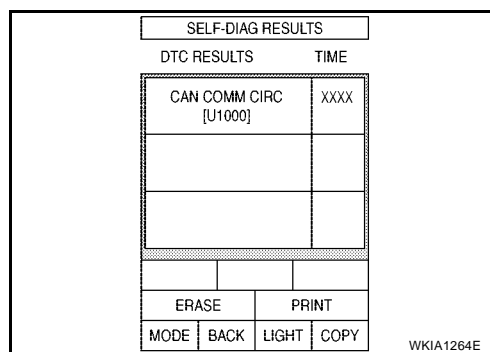 SELF-DIAG RESULTS
DTC RESULTS TIME
CAN COMM CIRC XXXX
[U1000]
ERASE PRINT
MODE BACK LIGHT COPY
WKIA1264E